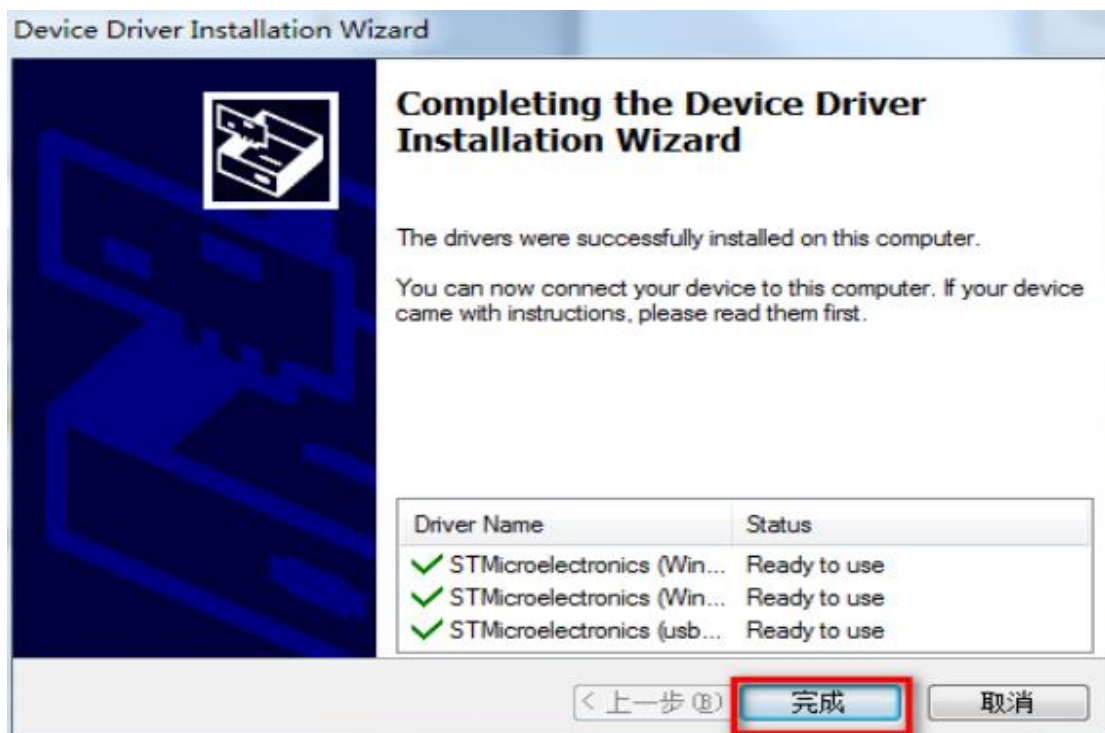 Device Driver Installation Wizard
Completing the Device Driver
Installation Wizard
The drivers were successfully installed on this computer.
You can now connect your device to this computer. If your device
came with instructions, please read them first.
Driver Name Status
STMicroelectronics (Win... Ready to use
STMicroelectronics (Win... Ready to use
STMicroelectronics (usb... Ready to use
< 上一步(B) 完成 取消